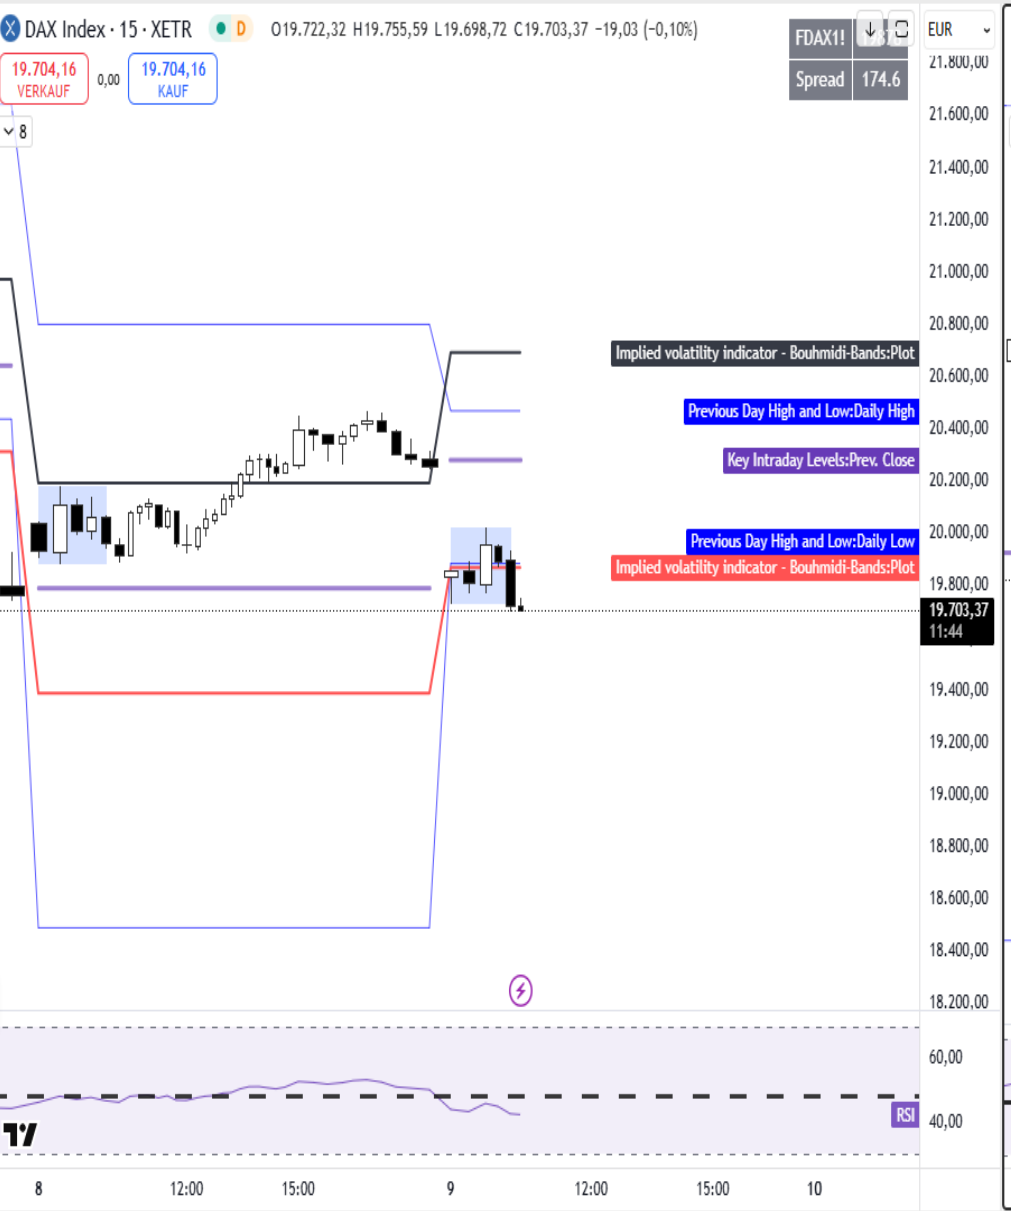 DAX Index · 15 · XETR D O19.722,32 H19.755,59 L19.698,72 C19.703,37 −19,03 (−0,10%)
FDAX1!
Spread 174.6
EUR
19.704,16
VERKAUF
0,00
19.704,16
KAUF
8
21.800,00
21.600,00
21.400,00
21.200,00
21.000,00
20.800,00
20.600,00
20.400,00
20.200,00
20.000,00
19.800,00
19.703,37
11:44
19.400,00
19.200,00
19.000,00
18.800,00
18.600,00
18.400,00
18.200,00
Implied volatility indicator - Bouhmidi-Bands:Plot
Previous Day High and Low:Daily High
Key Intraday Levels:Prev. Close
Previous Day High and Low:Daily Low
Implied volatility indicator - Bouhmidi-Bands:Plot
60,00
RSI
40,00
8 12:00 15:00 9 12:00 15:00 10